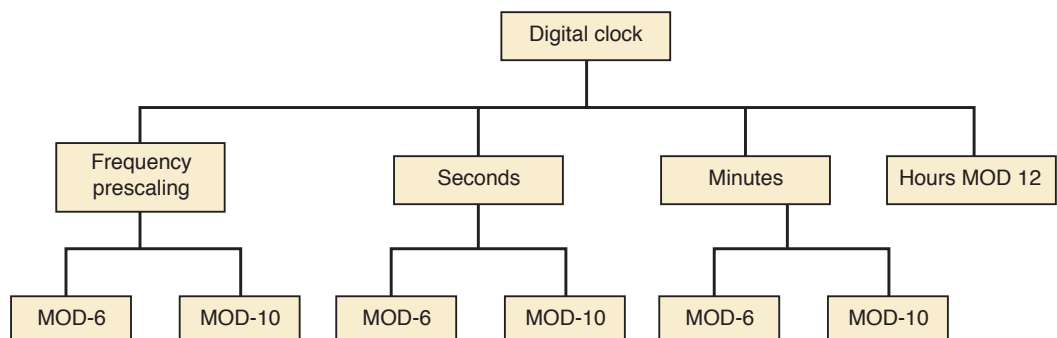 Digital clock
Frequency
prescaling
Seconds
Minutes
Hours MOD 12
MOD-6
MOD-10
MOD-6
MOD-10
MOD-6
MOD-10